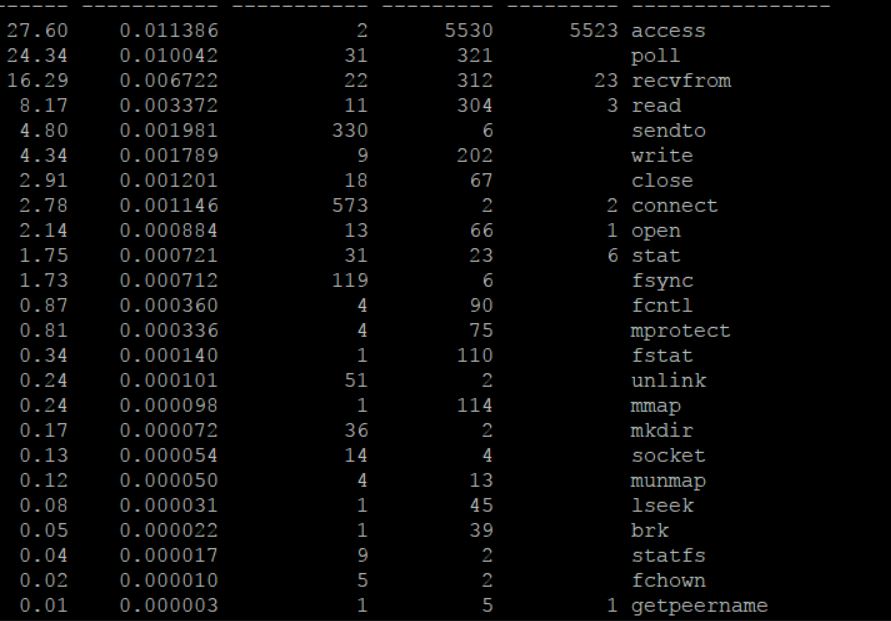 ------ ----------- ----------- --------- --------- ----------------
27.60 0.011386 2 5530 5523 access
24.34 0.010042 31 321 poll
16.29 0.006722 22 312 23 recvfrom
8.17 0.003372 11 304 3 read
4.80 0.001981 330 6 sendto
4.34 0.001789 9 202 write
2.91 0.001201 18 67 close
2.78 0.001146 573 2 2 connect
2.14 0.000884 13 66 1 open
1.75 0.000721 31 23 6 stat
1.73 0.000712 119 6 fsync
0.87 0.000360 4 90 fcntl
0.81 0.000336 4 75 mprotect
0.34 0.000140 1 110 fstat
0.24 0.000101 51 2 unlink
0.24 0.000098 1 114 mmap
0.17 0.000072 36 2 mkdir
0.13 0.000054 14 4 socket
0.12 0.000050 4 13 munmap
0.08 0.000031 1 45 lseek
0.05 0.000022 1 39 brk
0.04 0.000017 9 2 statfs
0.02 0.000010 5 2 fchown
0.01 0.000003 1 5 1 getpeername